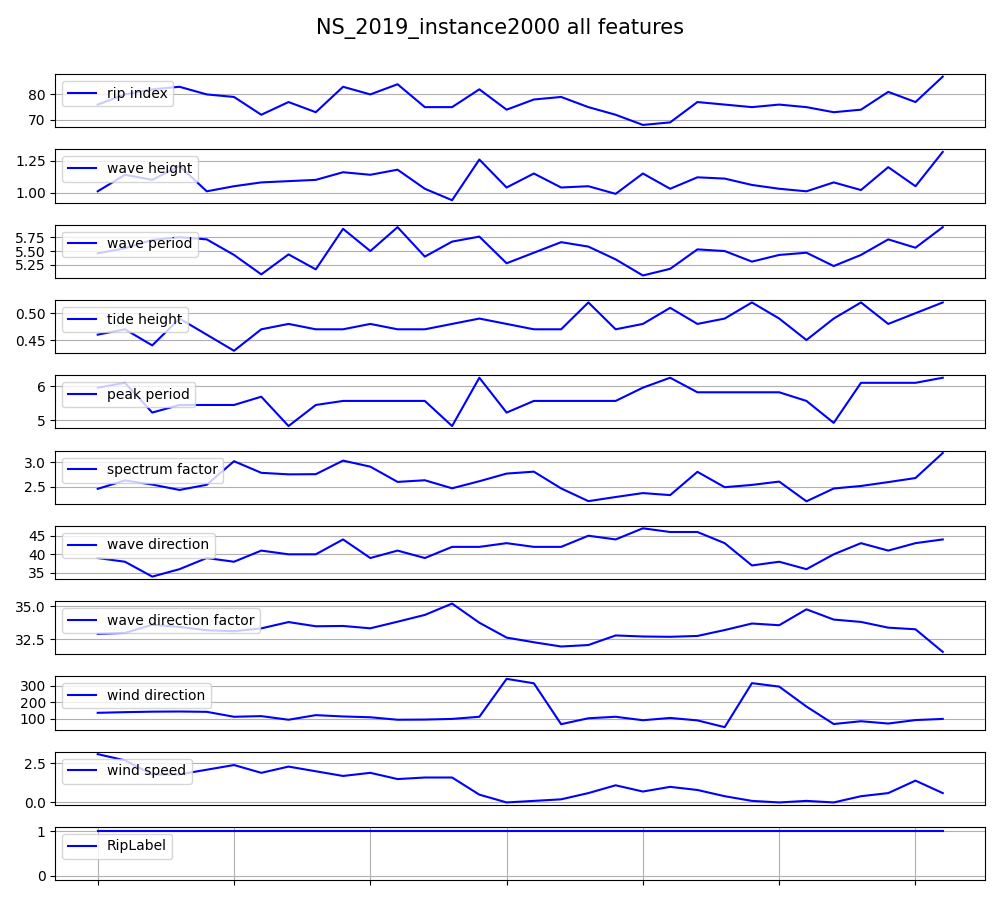 NS_2019_instance2000 all features
80
70
rip index
1.25
1.00
wave height
5.75
5.50
5.25
wave period
0.50
0.45
tide height
6
5
peak period
3.0
2.5
spectrum factor
45
40
35
wave direction
35.0
32.5
wave direction factor
300
200
100
wind direction
2.5
0.0
wind speed
1
0
RipLabel